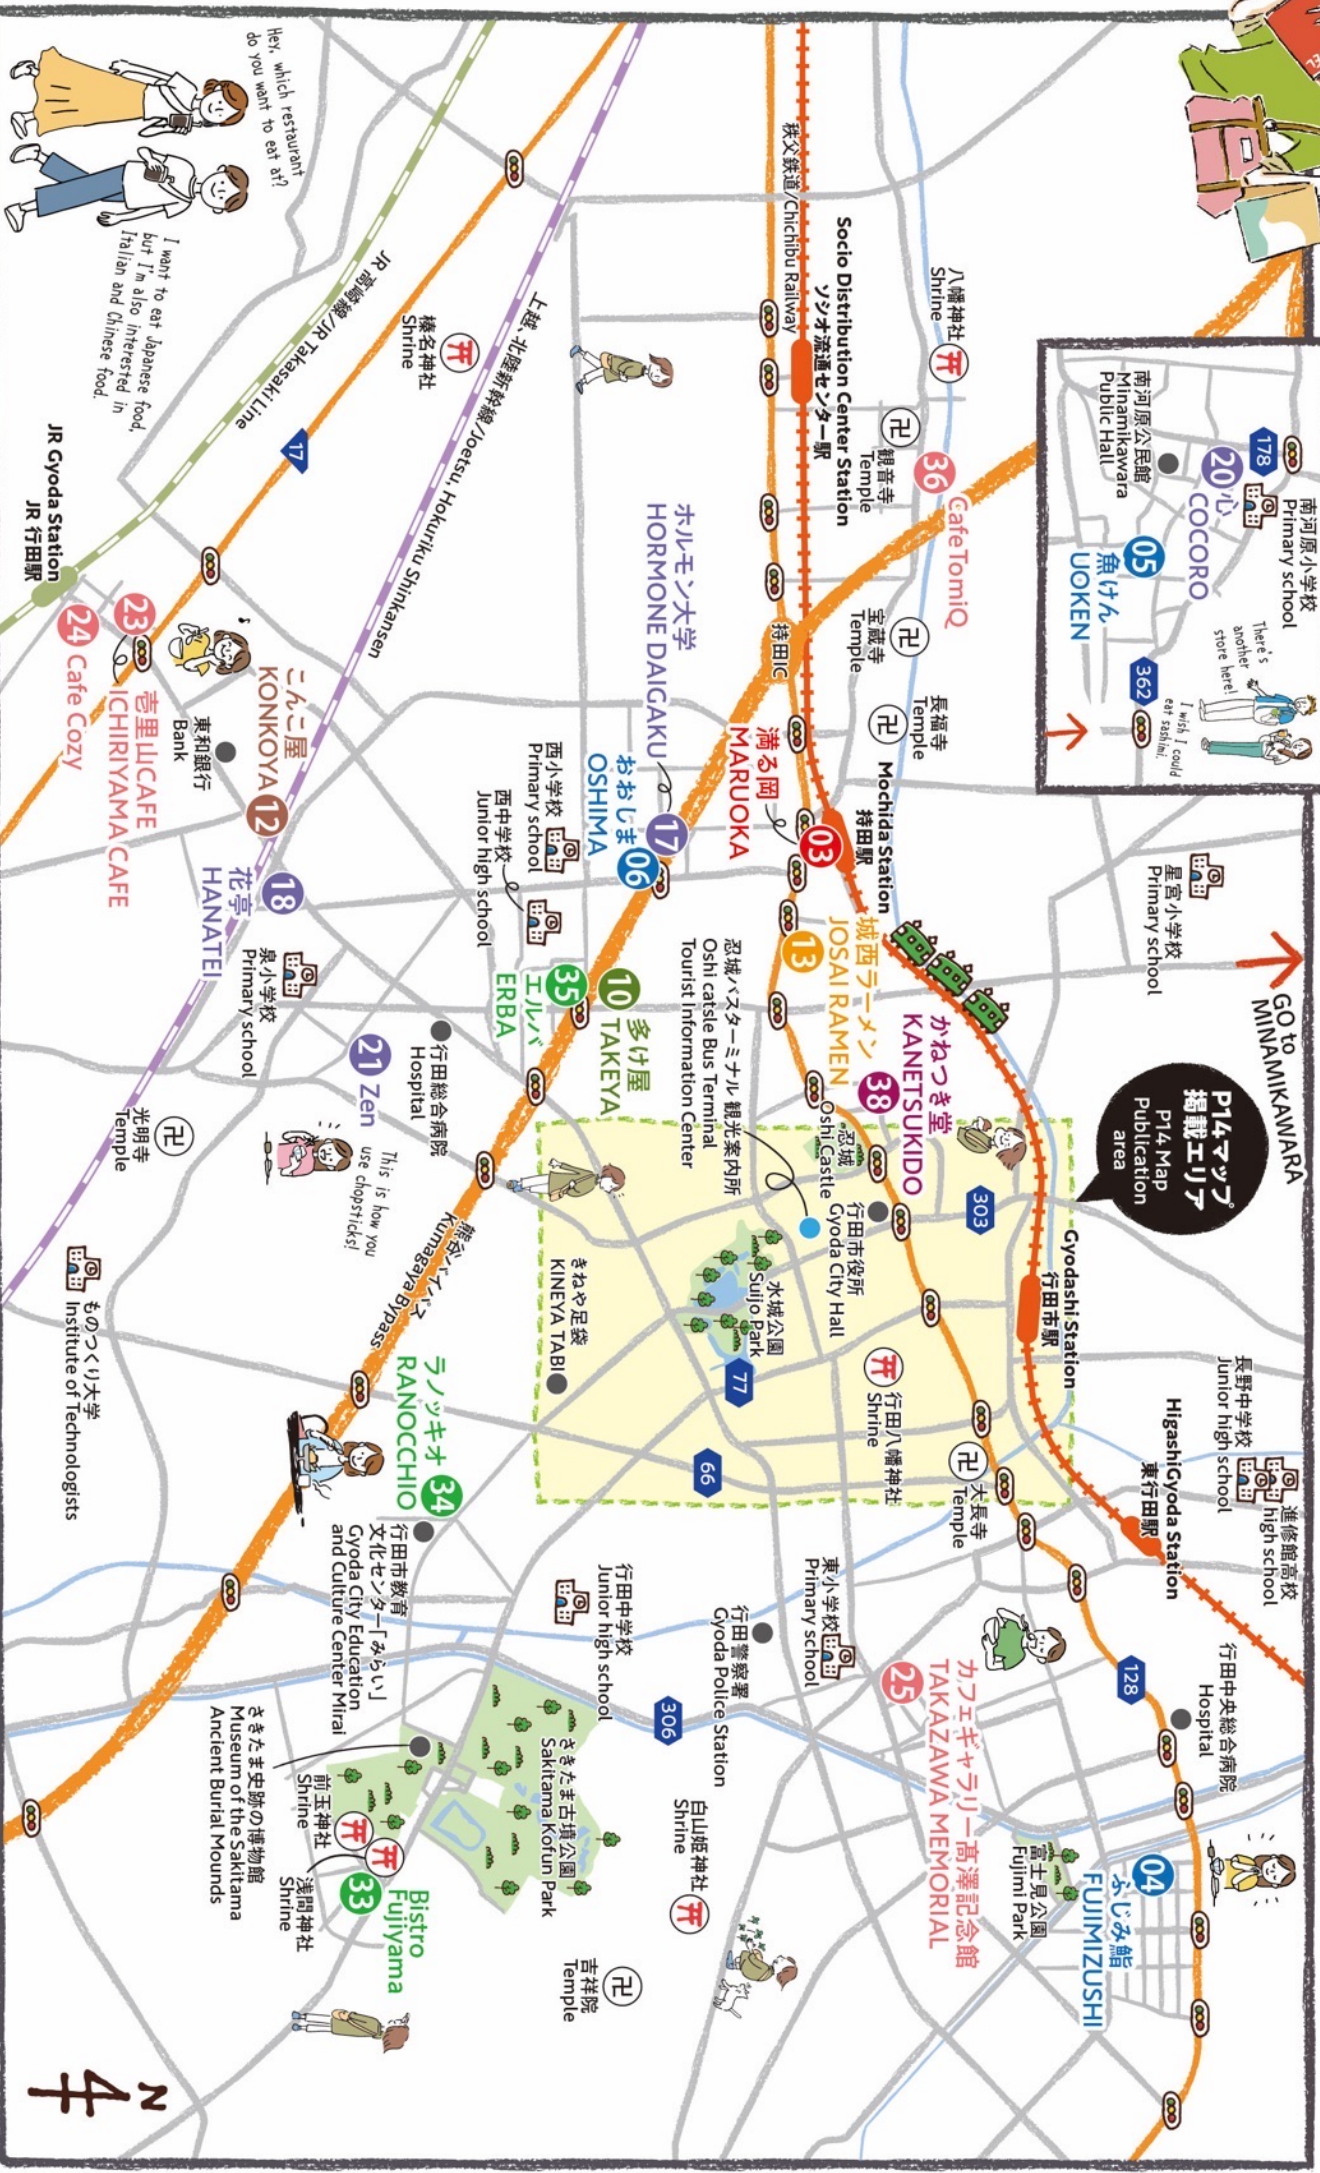 南河原小学校
Primary school
178
20
心
COCORO
南河原公民館
Minamikawara
Public Hall
05
魚けん
UOKEN
362
There's
another
store here!
I wish I could
eat sashimi.
GO to
MINAMIKAWARA
P14マップ
掲載エリア
P14 Map
Publication
area
星宮小学校
Primary school
八幡神社
Shrine
観音寺
Temple
36
Cafe TomiQ
宝蔵寺
Temple
長福寺
Temple
Socio Distribution Center Station
ソシオ流通センター駅
秩父鉄道/Chichibu Railway
持田IC
Mochida Station
持田駅
03
満る岡
MARUOKA
城西ラーメン
JOSAI RAMEN
13
かねつき堂
KANETSUKIDO
38
忍城
Oshi Castle
忍城バスターミナル 観光案内所
Oshi catsle Bus Terminal
Tourist Information Center
303
行田市役所
Gyoda City Hall
Gyodashi Station
行田市駅
水城公園
Suijo Park
77
66
行田八幡神社
Shrine
大長寺
Temple
きねや足袋
KINEYA TABI
長野中学校
Junior high school
進修館高校
high school
HigashiGyoda Station
東行田駅
行田中央総合病院
Hospital
128
東小学校
Primary school
25
カフェギャラリー高澤記念館
TAKAZAWA MEMORIAL
04
ふじみ鮨
FUJIMIZUSHI
富士見公園
Fujimi Park
行田警察署
Gyoda Police Station
306
行田中学校
Junior high school
白山姫神社
Shrine
吉祥院
Temple
さきたま古墳公園
Sakitama Kofun Park
Bistro
Fujiyama
33
浅間神社
Shrine
前玉神社
Shrine
さきたま史跡の博物館
Museum of the Sakitama
Ancient Burial Mounds
行田市教育
文化センター「みらい」
Gyoda City Education
and Culture Center Mirai
ラノッキオ
RANOCCHIO
34
熊谷バイパス
Kumagaya Bypass
ものつくり大学
Institute of Technologists
光明寺
Temple
This is how you
use chopsticks!
21
Zen
行田総合病院
Hospital
泉小学校
Primary school
多け屋
TAKEYA
10
35
エルバ
ERBA
西小学校
Primary school
西中学校
Junior high school
おおしま
OSHIMA
06
17
ホルモン大学
HORMONE DAIGAKU
上越、北陸新幹線/Joetsu, Hokuriku Shinkansen
榛名神社
Shrine
JR 高崎線/JR Takasaki Line
17
JR Gyoda Station
JR 行田駅
23
壱里山CAFE
ICHIRIYAMA CAFE
24
Cafe Cozy
東和銀行
Bank
こんこ屋
KONKOYA
12
18
花亭
HANATEI
Hey, which restaurant
do you want to eat at?
I want to eat Japanese food,
but I'm also interested in
Italian and Chinese food.
N